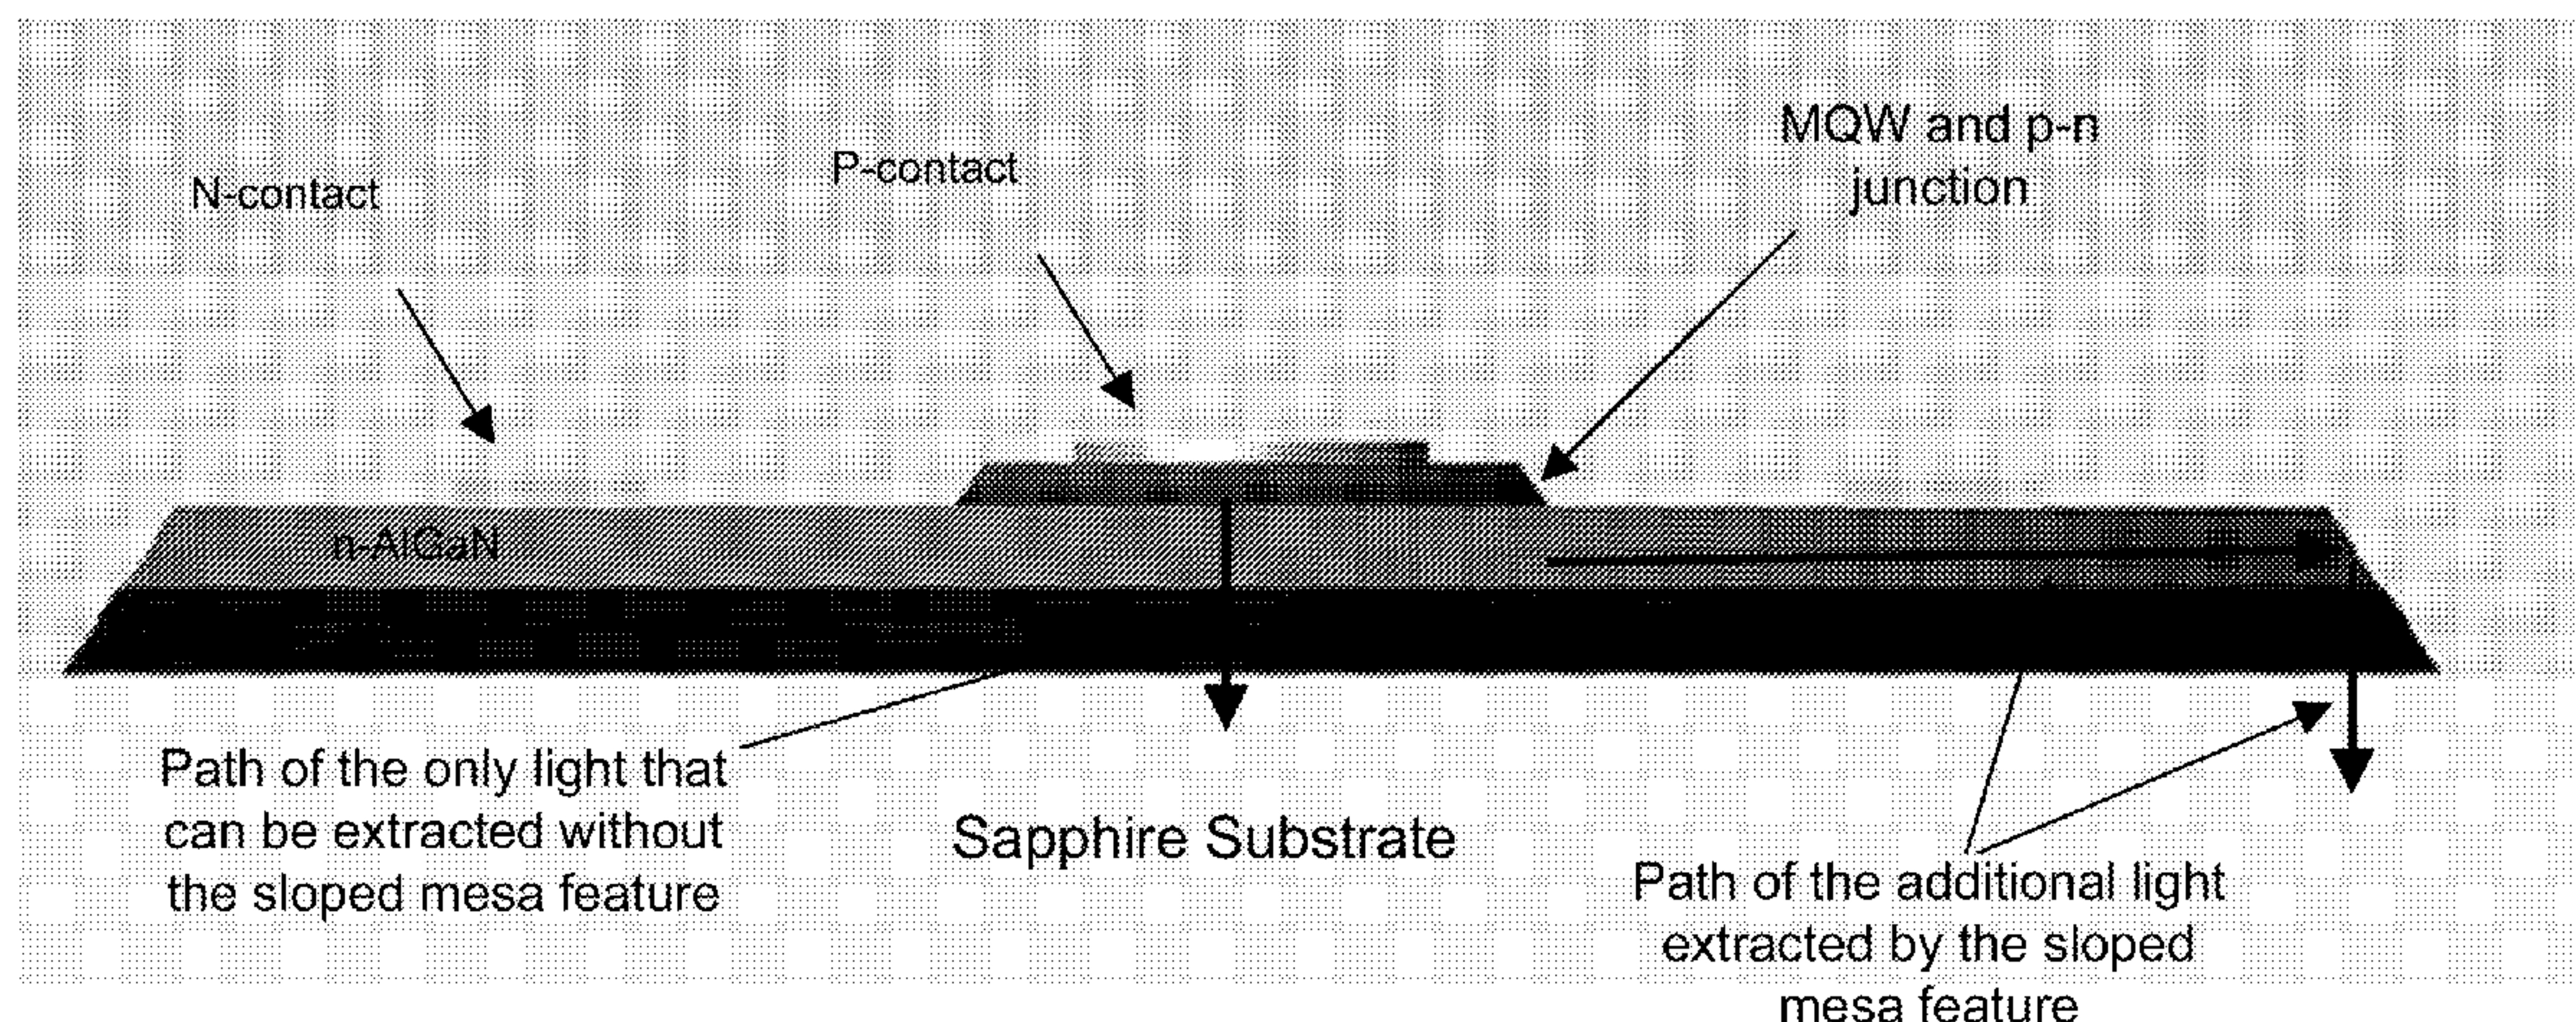 N-contact
P-contact
MQW and p-n
junction
n-AlGaN
Path of the only light that
can be extracted without
the sloped mesa feature
Sapphire Substrate
Path of the additional light
extracted by the sloped
mesa feature